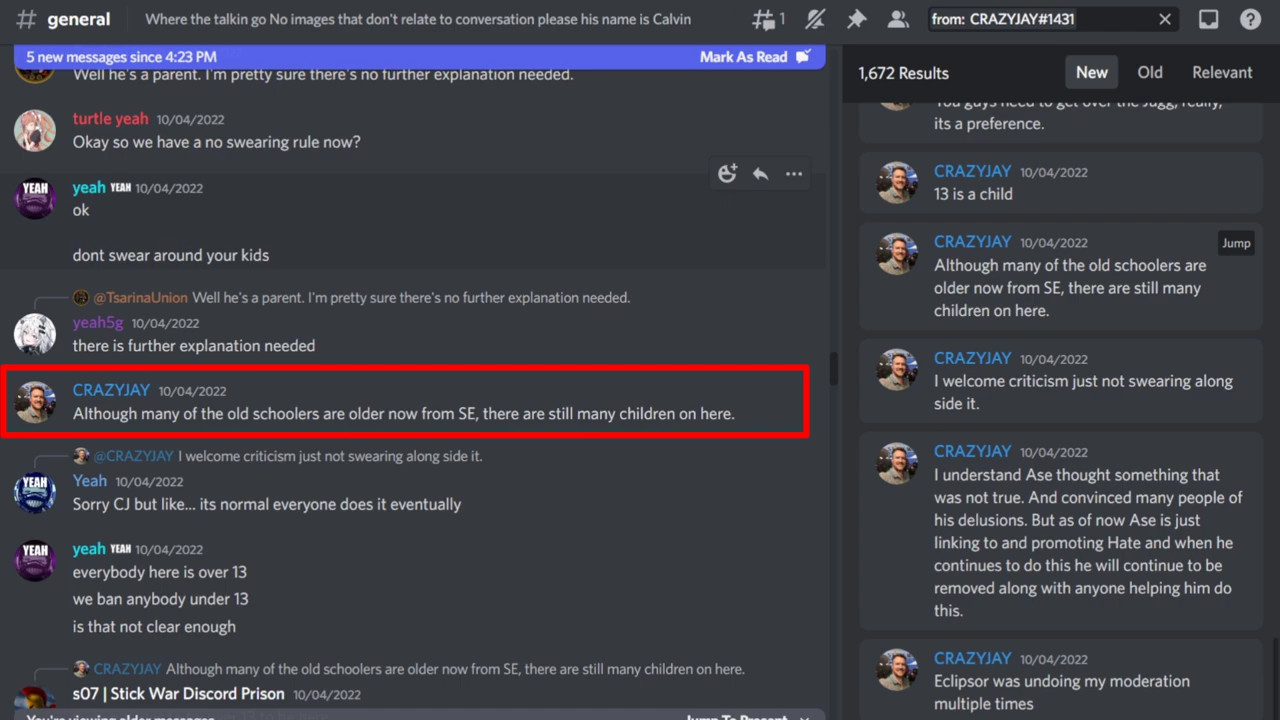 # general
Where the talkin go No images that don't relate to conversation please his name is Calvin
1
from: CRAZYJAY#1431
5 new messages since 4:23 PM
Mark As Read
Well he's a parent. I'm pretty sure there's no further explanation needed.
turtle yeah 10/04/2022
Okay so we have a no swearing rule now?
YEAH
yeah YEAH 10/04/2022
ok
dont swear around your kids
@TsarinaUnion Well he's a parent. I'm pretty sure there's no further explanation needed.
yeah5g 10/04/2022
there is further explanation needed
CRAZYJAY 10/04/2022
Although many of the old schoolers are older now from SE, there are still many children on here.
@CRAZYJAY I welcome criticism just not swearing along side it.
YEAH
Yeah 10/04/2022
Sorry CJ but like... its normal everyone does it eventually
YEAH
yeah YEAH 10/04/2022
everybody here is over 13
we ban anybody under 13
is that not clear enough
CRAZYJAY Although many of the old schoolers are older now from SE, there are still many children on here.
s07 | Stick War Discord Prison 10/04/2022
You're viewing older messages
Jump To Present
1,672 Results
New
Old
Relevant
You guys need to get over the Jugg, really,
its a preference.
CRAZYJAY 10/04/2022
13 is a child
CRAZYJAY 10/04/2022
Jump
Although many of the old schoolers are
older now from SE, there are still many
children on here.
CRAZYJAY 10/04/2022
I welcome criticism just not swearing along
side it.
CRAZYJAY 10/04/2022
I understand Ase thought something that
was not true. And convinced many people of
his delusions. But as of now Ase is just
linking to and promoting Hate and when he
continues to do this he will continue to be
removed along with anyone helping him do
this.
CRAZYJAY 10/04/2022
Eclipsor was undoing my moderation
multiple times